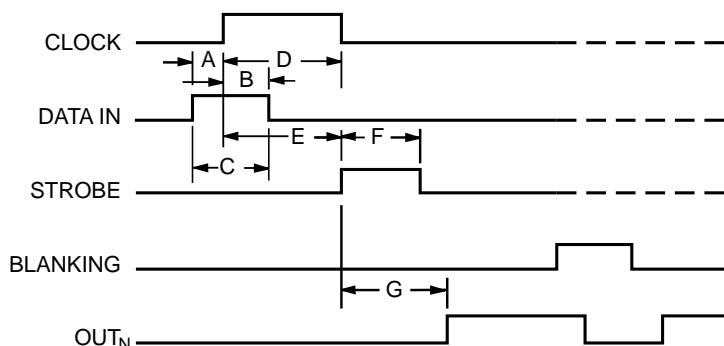 CLOCK
A D
B
DATA IN
E F
C
STROBE
BLANKING
G
OUTN